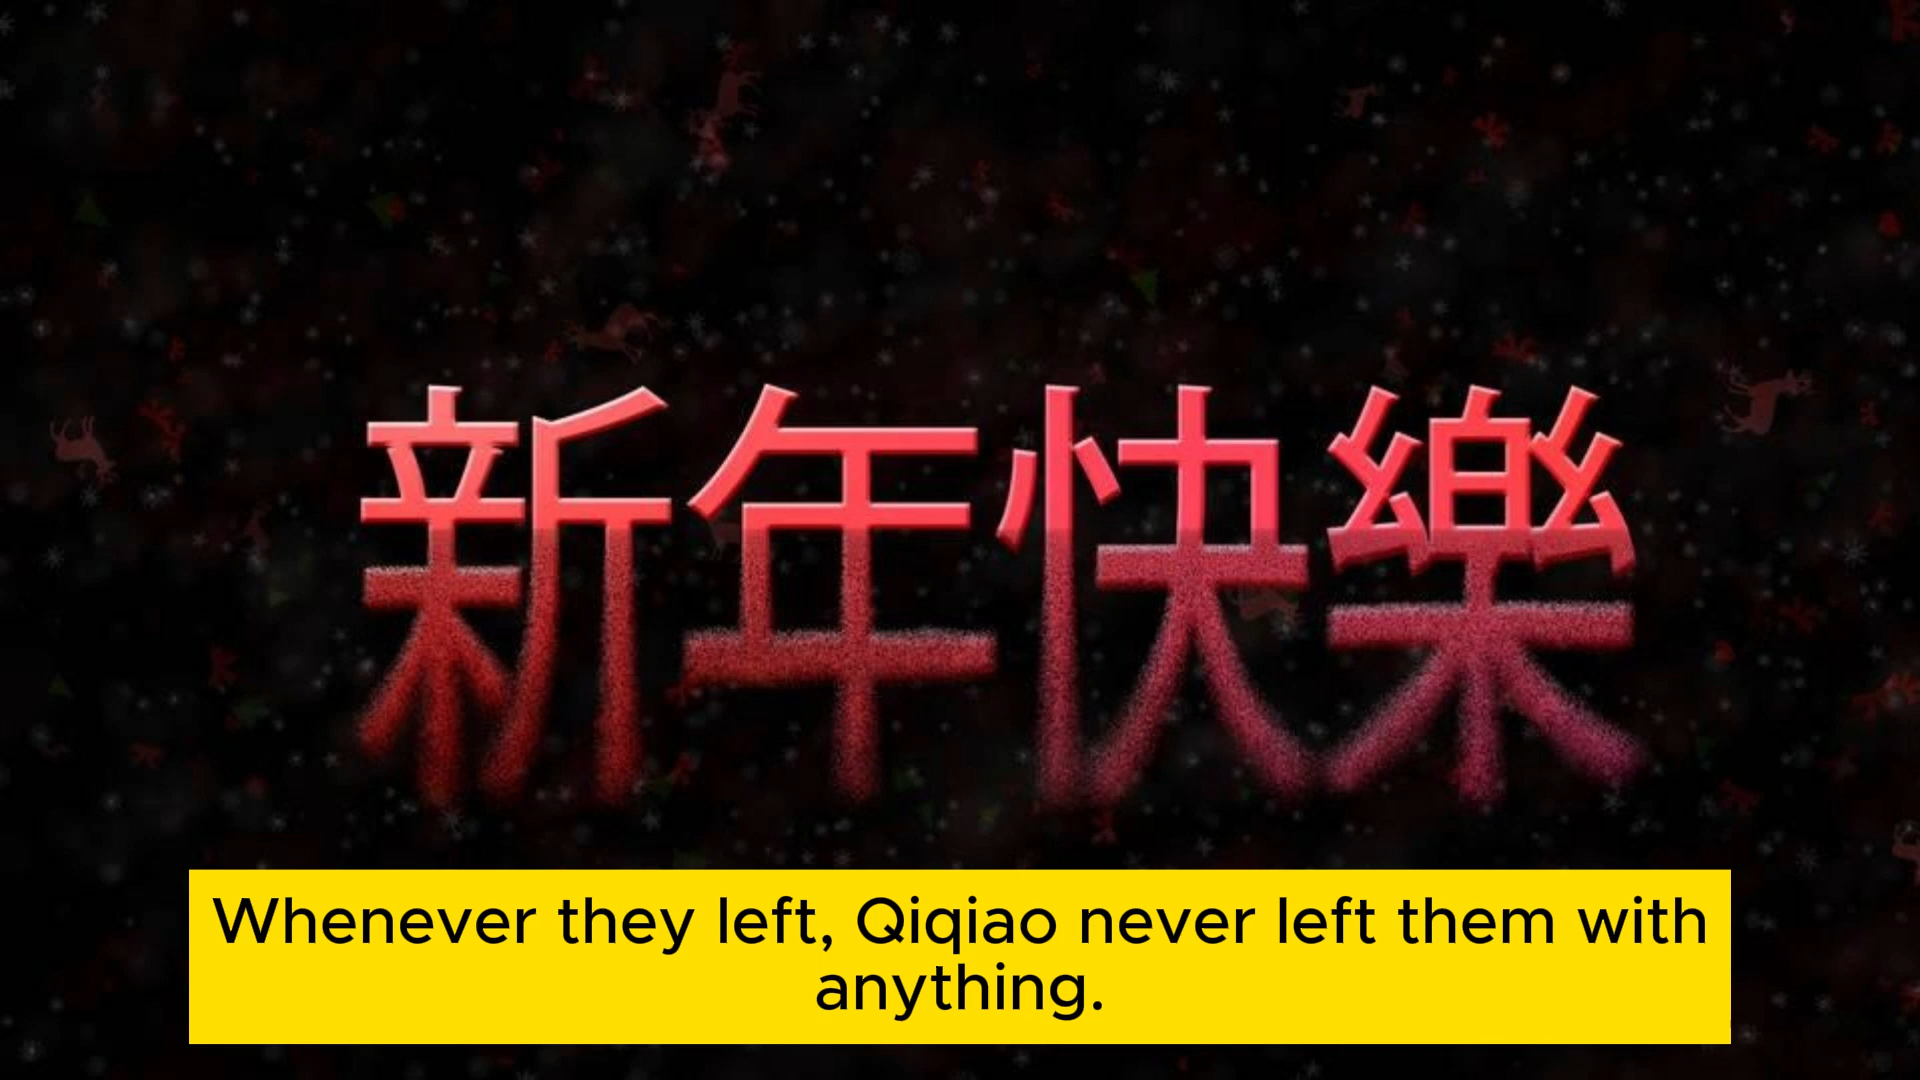 新年快樂
Whenever they left, Qiqiao never left them with
anything.